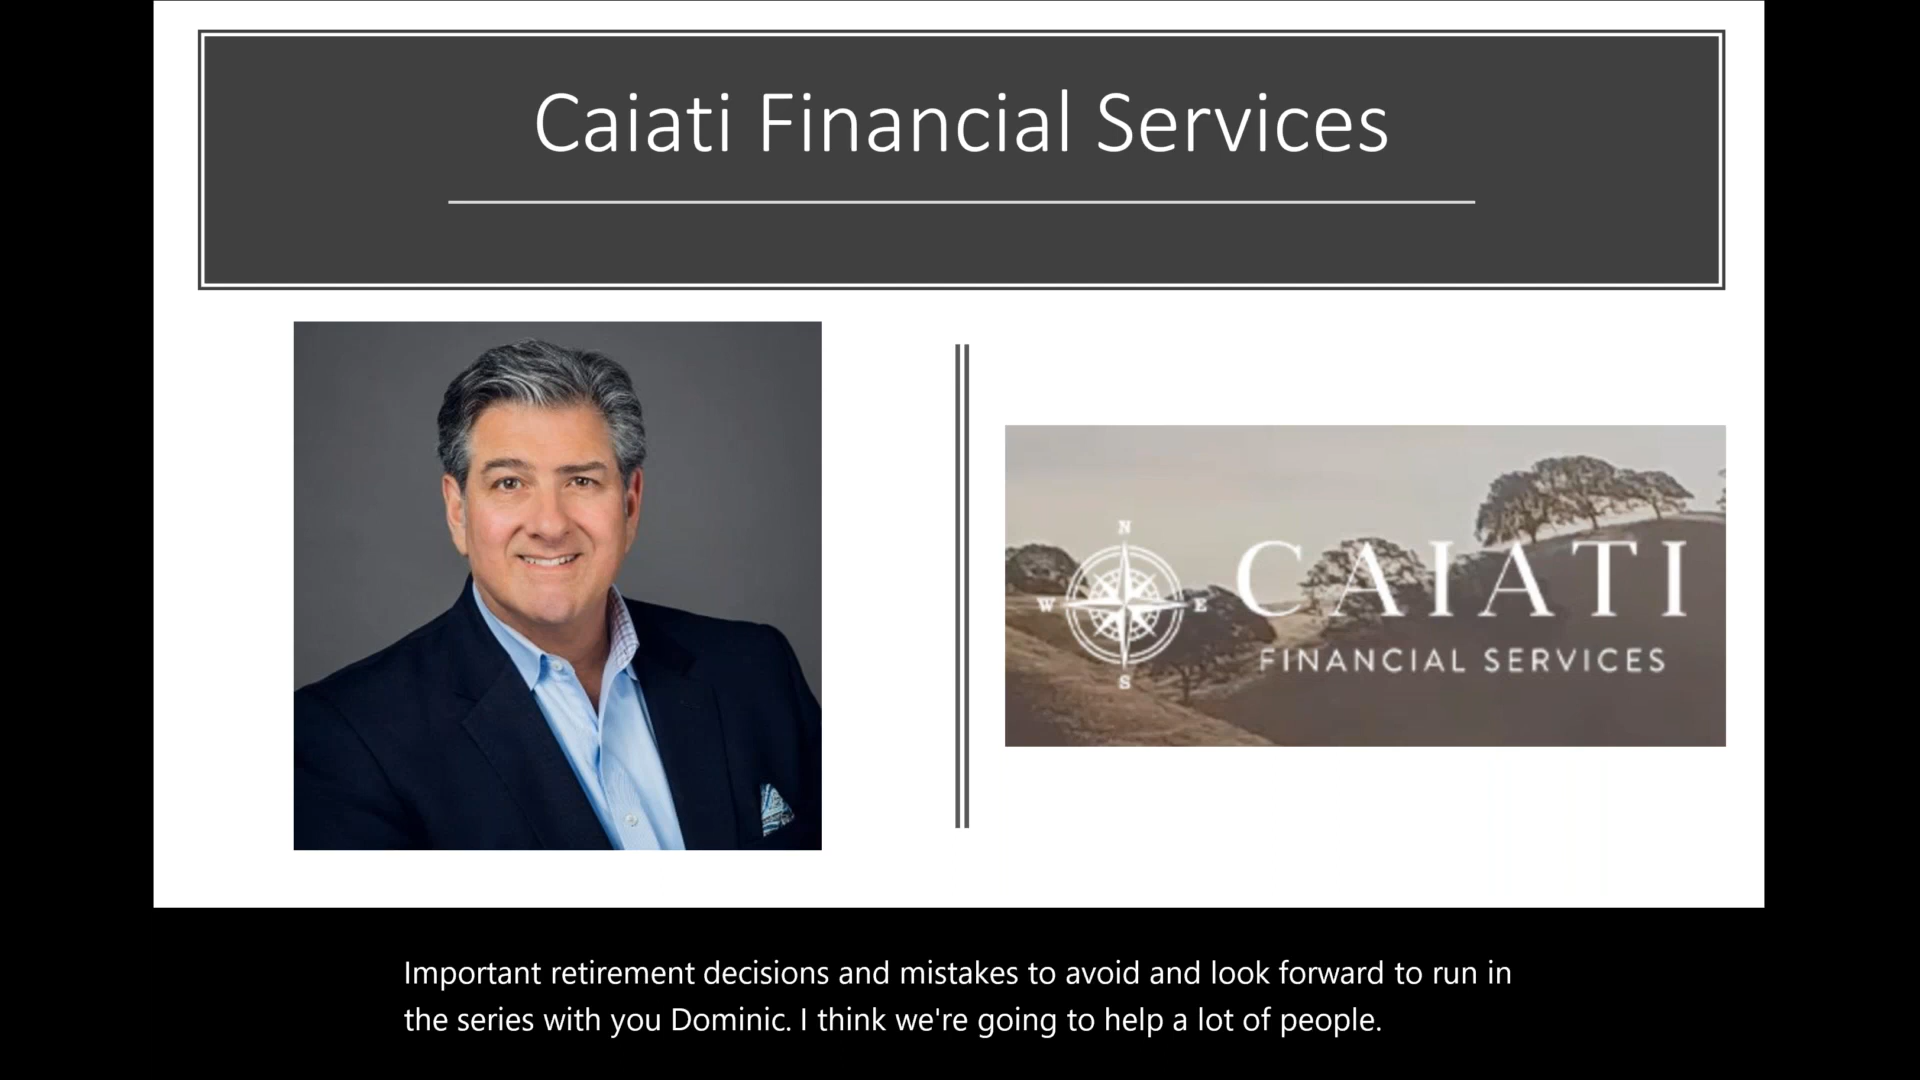 Caiati Financial Services
N
W E
CAIATI
FINANCIAL SERVICES
S
Important retirement decisions and mistakes to avoid and look forward to run in
the series with you Dominic. I think we're going to help a lot of people.